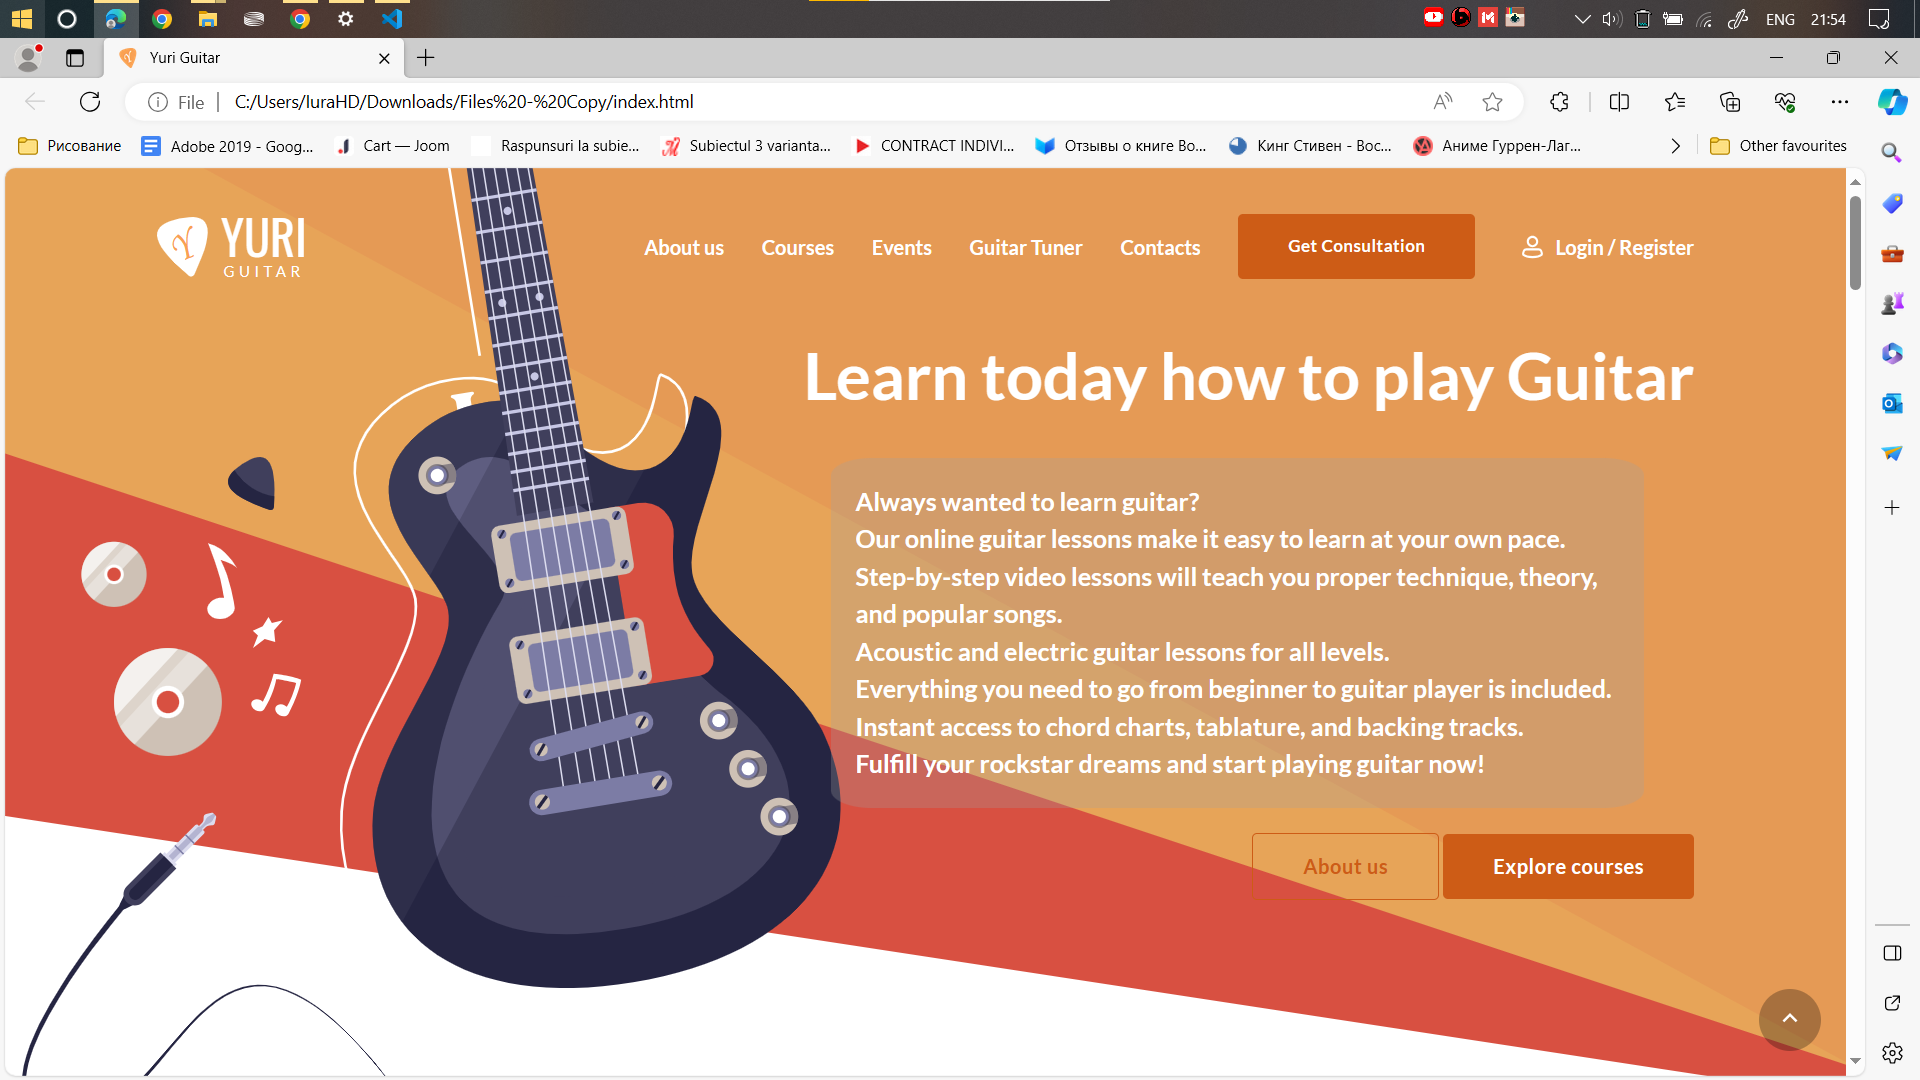 ENG 21:54
Yuri Guitar
File C:/Users/IuraHD/Downloads/Files%20-%20Copy/index.html
Рисование Adobe 2019 - Goog... Cart — Joom Raspunsuri la subie... Subiectul 3 varianta... CONTRACT INDIVI... Отзывы о книге Во... Кинг Стивен - Вос... Аниме Гуррен-Лаг... Other favourites
YURI
GUITAR
About us Courses Events Guitar Tuner Contacts Get Consultation Login / Register
Learn today how to play Guitar
Always wanted to learn guitar?
Our online guitar lessons make it easy to learn at your own pace.
Step-by-step video lessons will teach you proper technique, theory,
and popular songs.
Acoustic and electric guitar lessons for all levels.
Everything you need to go from beginner to guitar player is included.
Instant access to chord charts, tablature, and backing tracks.
Fulfill your rockstar dreams and start playing guitar now!
About us Explore courses